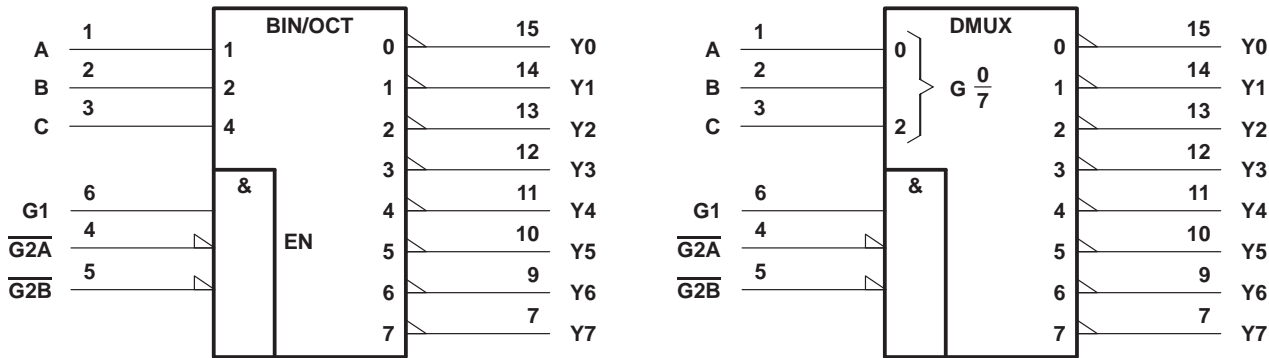 BIN/OCT
A 1 1 0 15 Y0
B 2 2 1 14 Y1
C 3 4 2 13 Y2
3 12 Y3
&
G1 6 4 11 Y4
G2A 4 EN 5 10 Y5
G2B 5 6 9 Y6
7 7 Y7
DMUX
A 1 0 0 15 Y0
B 2 G 0/7 1 14 Y1
C 3 2 2 13 Y2
3 12 Y3
&
G1 6 4 11 Y4
G2A 4 5 10 Y5
G2B 5 6 9 Y6
7 7 Y7